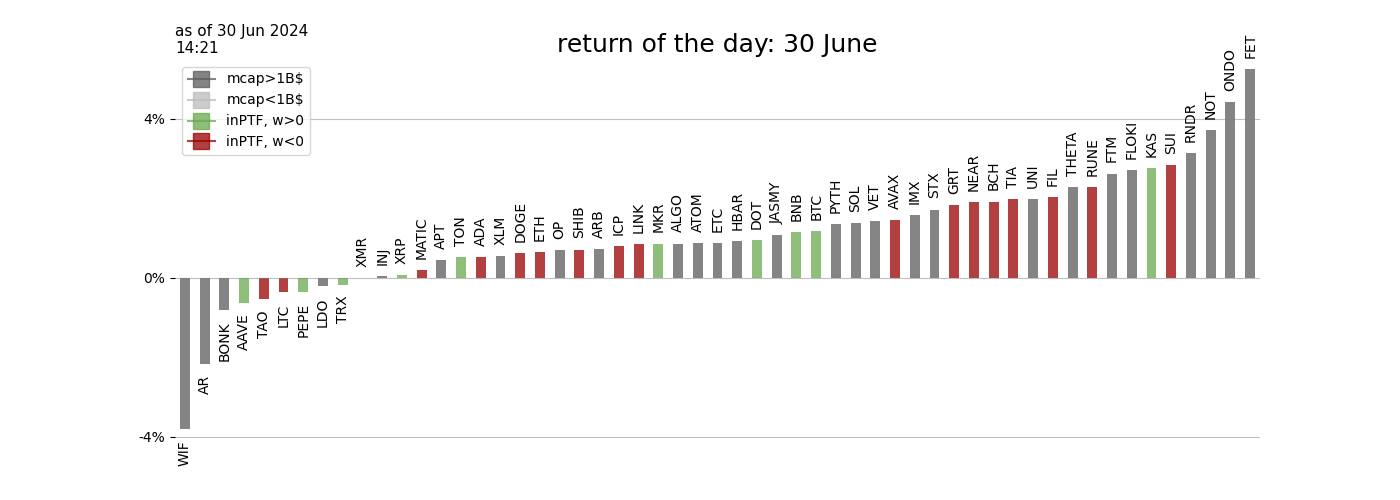 as of 30 Jun 2024
14:21
return of the day: 30 June
mcap>1B$
mcap<1B$
inPTF, w>0
inPTF, w<0
4%
0%
-4%
WIF
AR
BONK
AAVE
TAO
LTC
PEPE
LDO
TRX
XMR
INJ
XRP
MATIC
APT
TON
ADA
XLM
DOGE
ETH
OP
SHIB
ARB
ICP
LINK
MKR
ALGO
ATOM
ETC
HBAR
DOT
JASMY
BNB
BTC
PYTH
SOL
VET
AVAX
IMX
STX
GRT
NEAR
BCH
TIA
UNI
FIL
THETA
RUNE
FTM
FLOKI
KAS
SUI
RNDR
NOT
ONDO
FET